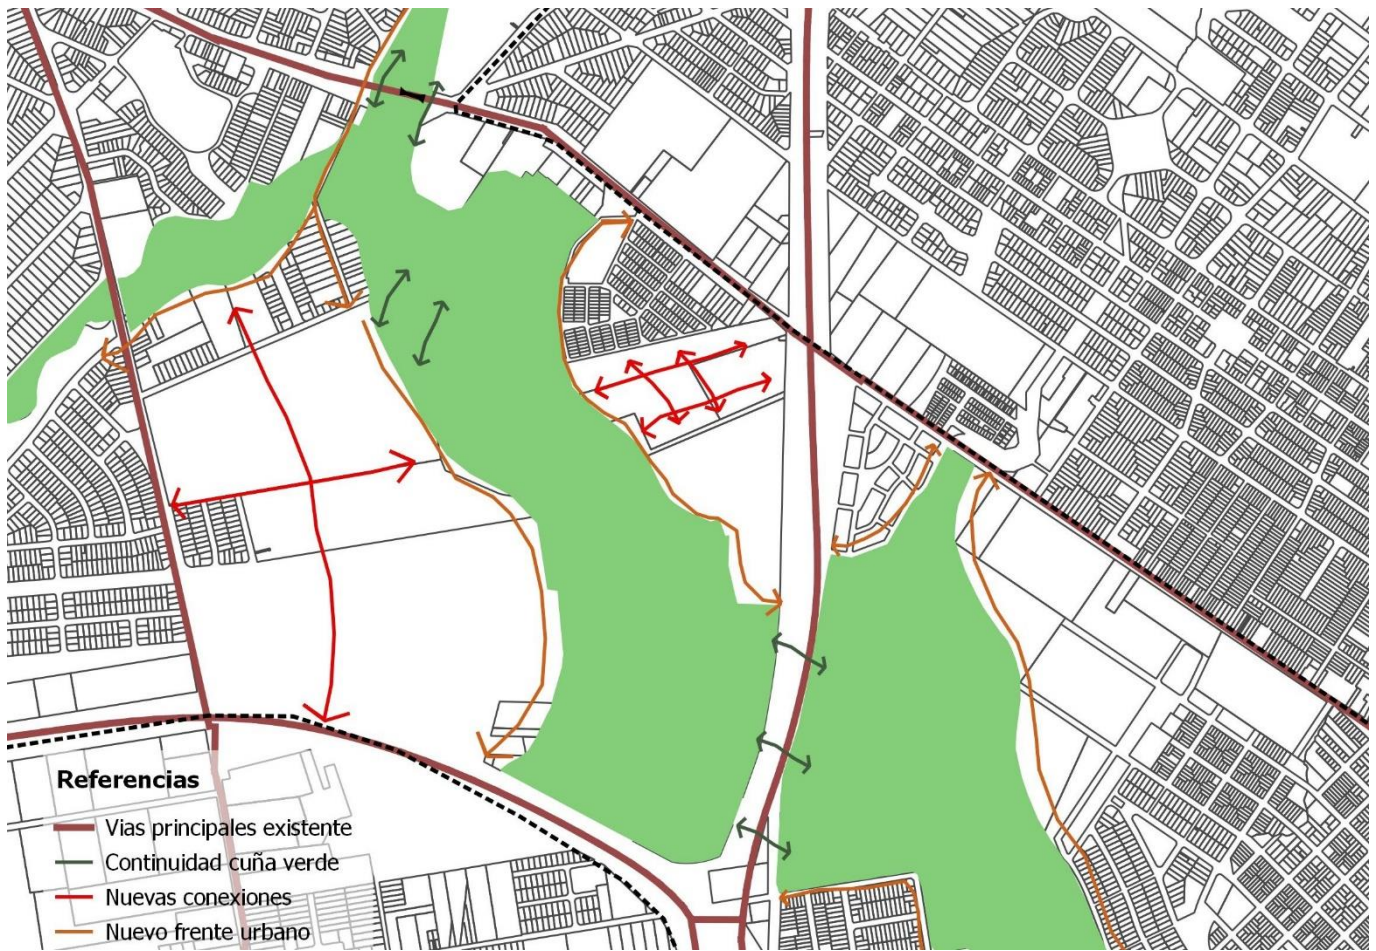 Referencias
Vias principales existente
Continuidad cuña verde
Nuevas conexiones
Nuevo frente urbano